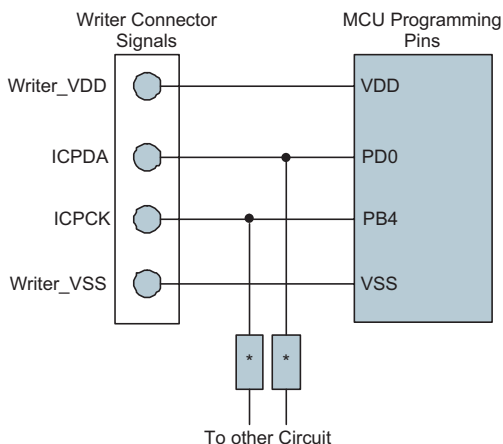 Writer Connector
Signals
MCU Programming
Pins
Writer_VDD
VDD
ICPDA
PD0
ICPCK
PB4
Writer_VSS
VSS
* *
To other Circuit